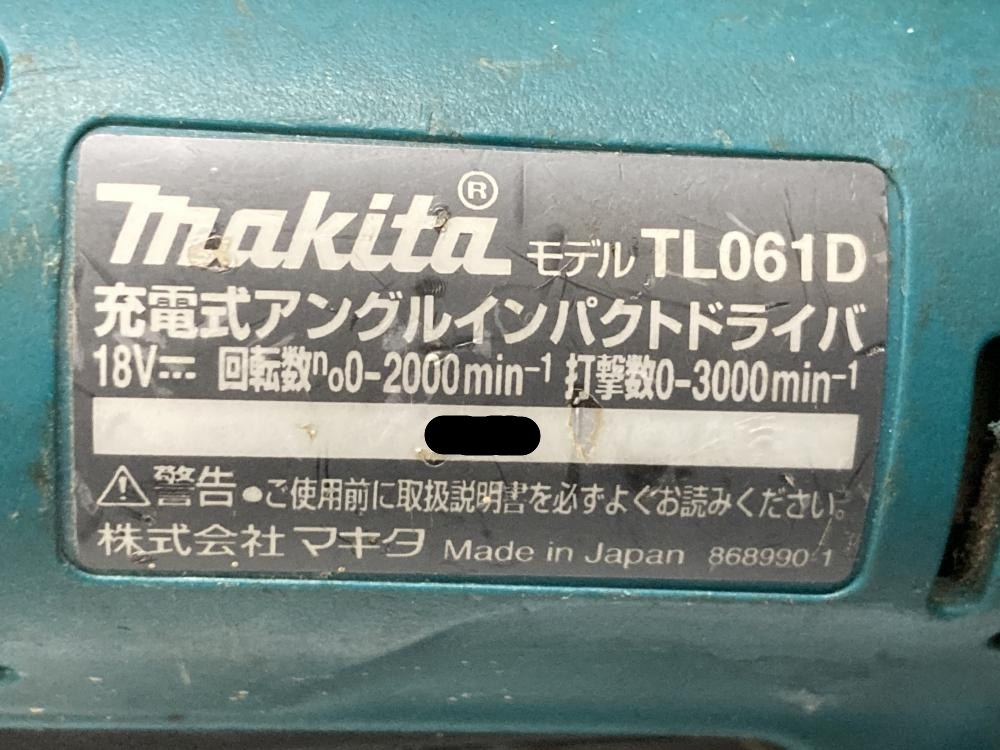 makita® モデル TL061D
充電式アングルインパクトドライバ
18V⎓ 回転数n₀0-2000min⁻¹ 打撃数0-3000min⁻¹
⚠警告●ご使用前に取扱説明書を必ずよくお読みください。
株式会社 マキタ Made in Japan 868990-1